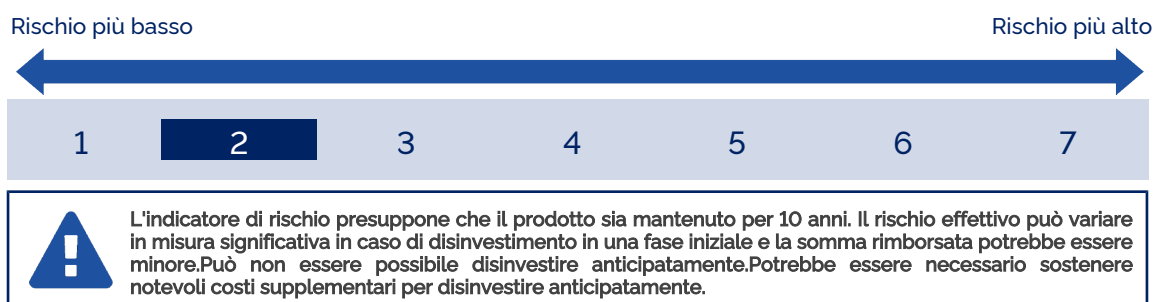 Rischio più basso Rischio più alto
1 2 3 4 5 6 7
L'indicatore di rischio presuppone che il prodotto sia mantenuto per 10 anni. Il rischio effettivo può variare
in misura significativa in caso di disinvestimento in una fase iniziale e la somma rimborsata potrebbe essere
minore.Può non essere possibile disinvestire anticipatamente.Potrebbe essere necessario sostenere
notevoli costi supplementari per disinvestire anticipatamente.